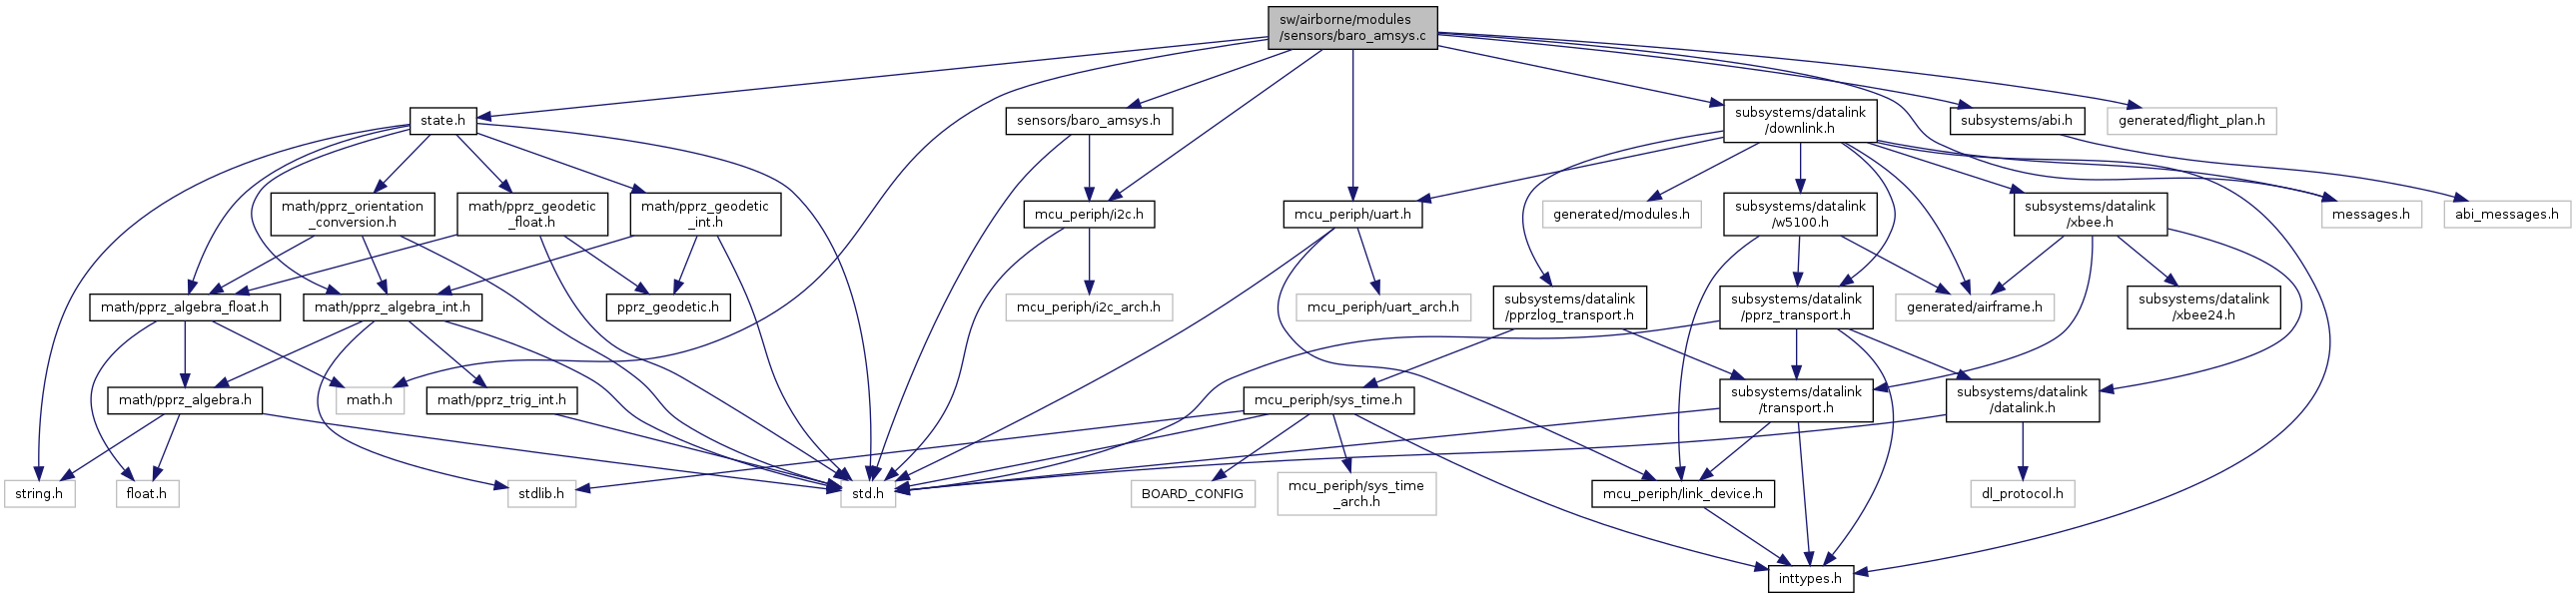 sw/airborne/modules
/sensors/baro_amsys.c
state.h
sensors/baro_amsys.h
subsystems/datalink
/downlink.h
subsystems/abi.h
generated/flight_plan.h
math/pprz_orientation
_conversion.h
math/pprz_geodetic
_float.h
math/pprz_geodetic
_int.h
mcu_periph/i2c.h
mcu_periph/uart.h
generated/modules.h
subsystems/datalink
/w5100.h
subsystems/datalink
/xbee.h
messages.h
abi_messages.h
math/pprz_algebra_float.h
math/pprz_algebra_int.h
pprz_geodetic.h
mcu_periph/i2c_arch.h
mcu_periph/uart_arch.h
subsystems/datalink
/pprzlog_transport.h
subsystems/datalink
/pprz_transport.h
generated/airframe.h
subsystems/datalink
/xbee24.h
math/pprz_algebra.h
math.h
math/pprz_trig_int.h
mcu_periph/sys_time.h
subsystems/datalink
/transport.h
subsystems/datalink
/datalink.h
string.h
float.h
stdlib.h
std.h
BOARD_CONFIG
mcu_periph/sys_time
_arch.h
mcu_periph/link_device.h
dl_protocol.h
inttypes.h